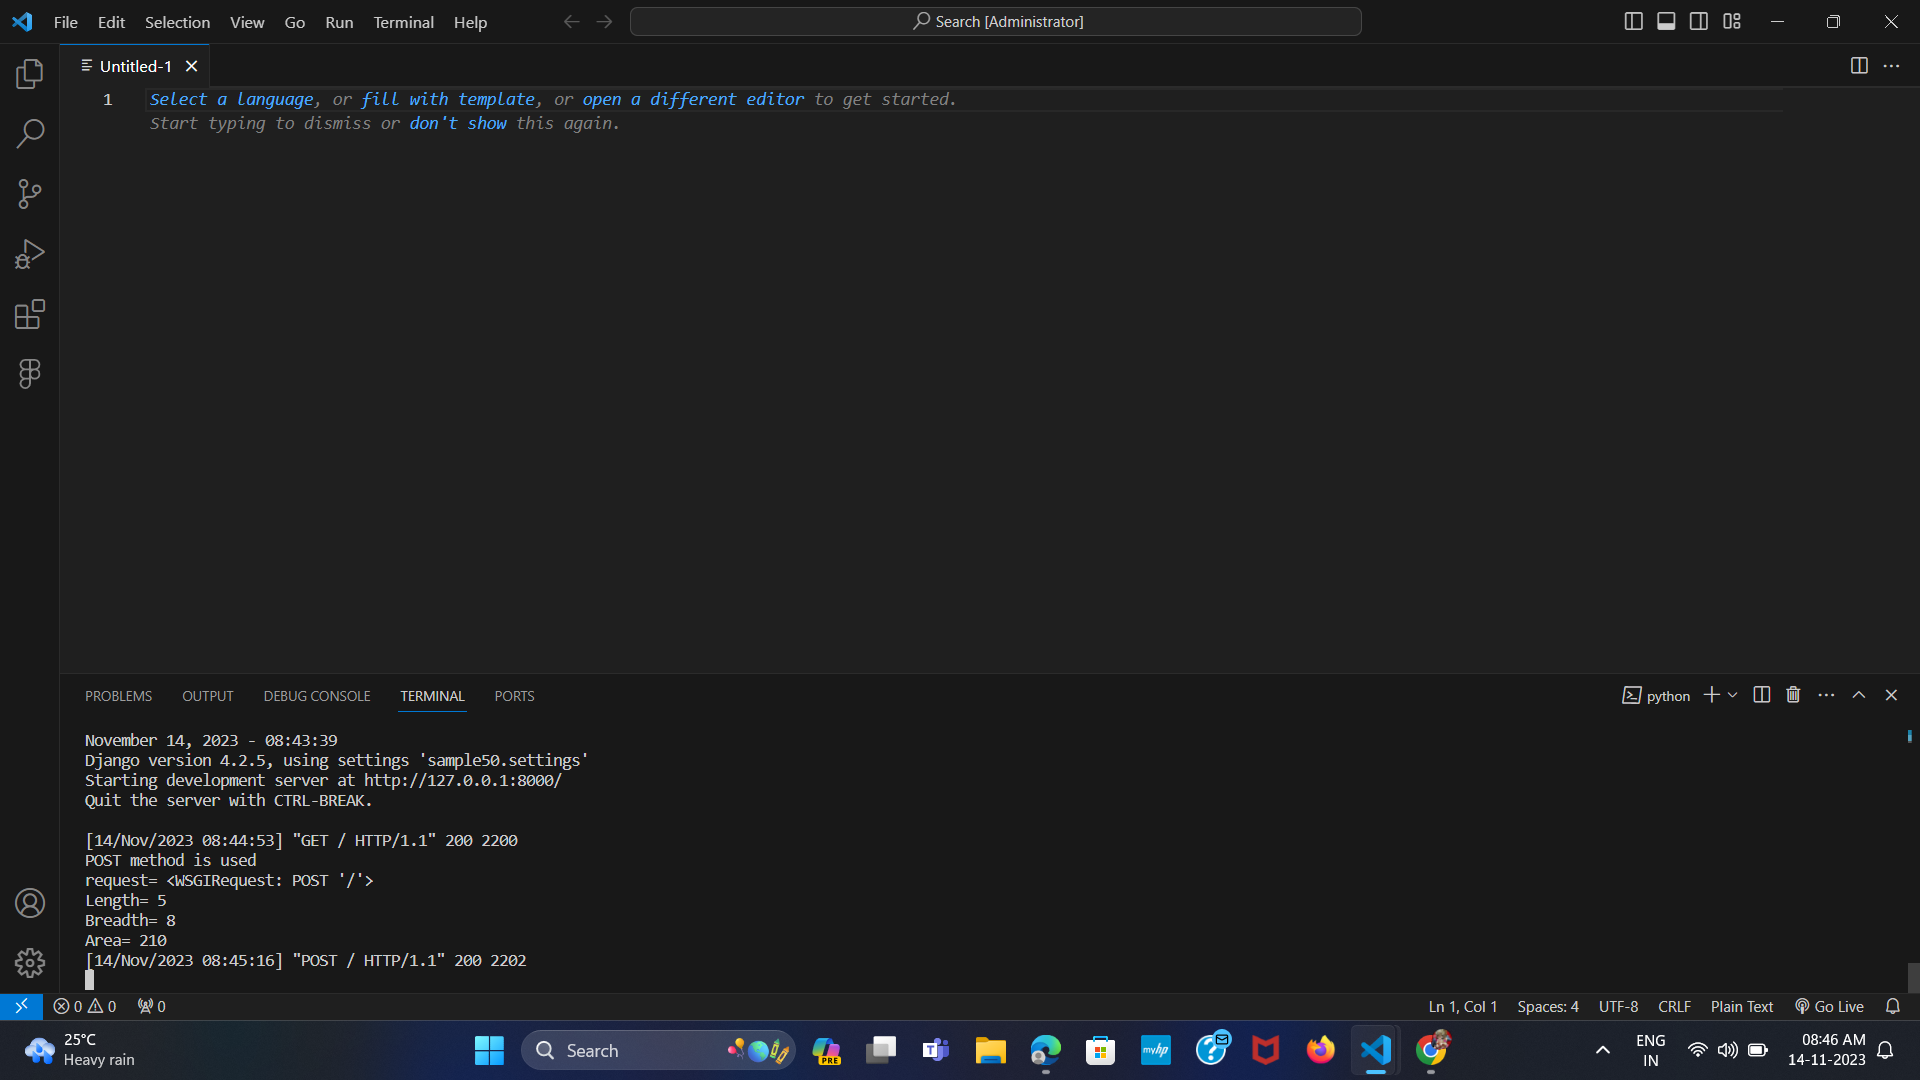 File Edit Selection View Go Run Terminal Help
Search [Administrator]
Untitled-1
1 Select a language, or fill with template, or open a different editor to get started.
Start typing to dismiss or don't show this again.
PROBLEMS OUTPUT DEBUG CONSOLE TERMINAL PORTS
python
November 14, 2023 - 08:43:39
Django version 4.2.5, using settings 'sample50.settings'
Starting development server at http://127.0.0.1:8000/
Quit the server with CTRL-BREAK.
[14/Nov/2023 08:44:53] "GET / HTTP/1.1" 200 2200
POST method is used
request= <WSGIRequest: POST '/'>
Length= 5
Breadth= 8
Area= 210
[14/Nov/2023 08:45:16] "POST / HTTP/1.1" 200 2202
0 0 0
Ln 1, Col 1 Spaces: 4 UTF-8 CRLF Plain Text Go Live
25°C
Heavy rain
Search
PRE
myhp
ENG
IN
08:46 AM
14-11-2023